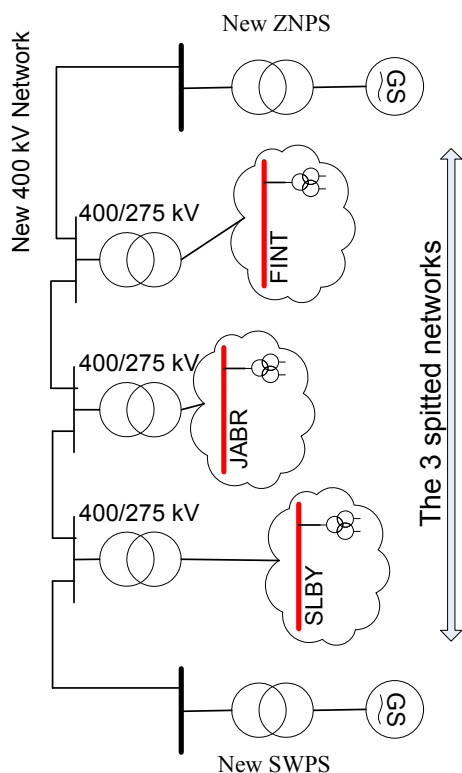 New ZNPS
GS
New 400 kV Network
400/275 kV
FINT
400/275 kV
JABR
The 3 spitted networks
400/275 kV
SLBY
GS
New SWPS